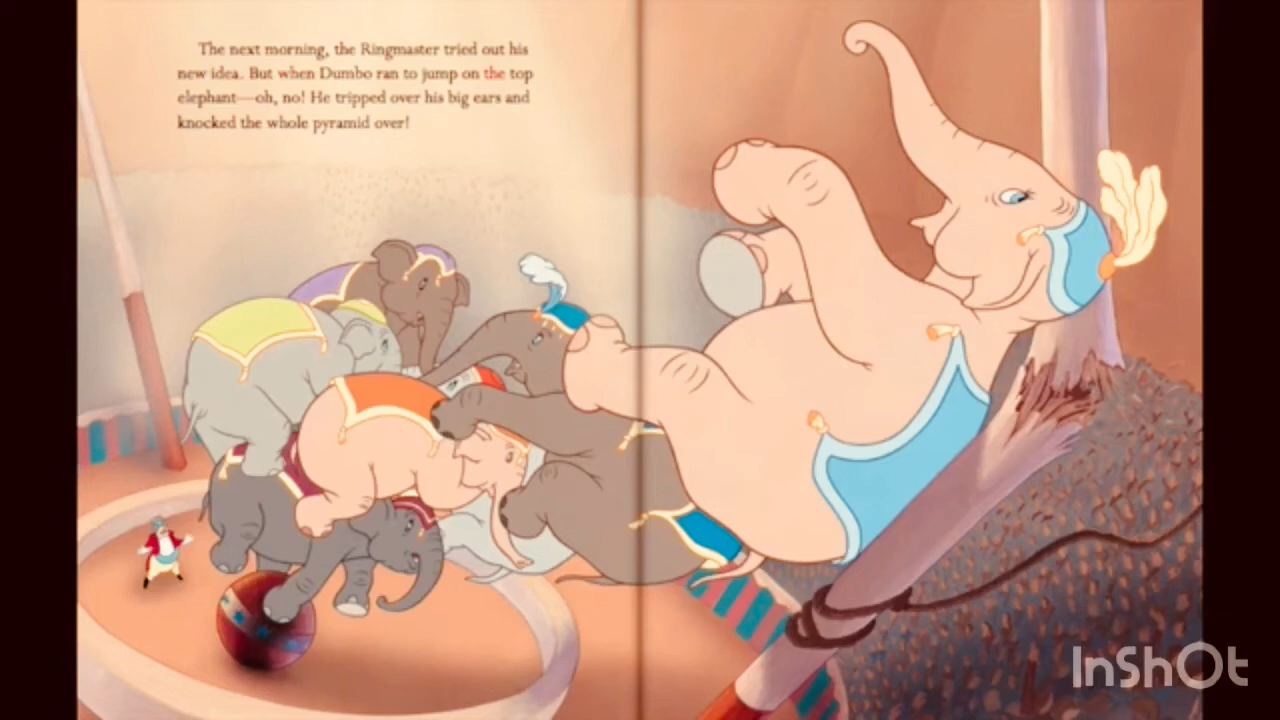 The next morning, the Ringmaster tried out his
new idea. But when Dumbo ran to jump on the top
elephant—oh, no! He tripped over his big ears and
knocked the whole pyramid over!
InShOt